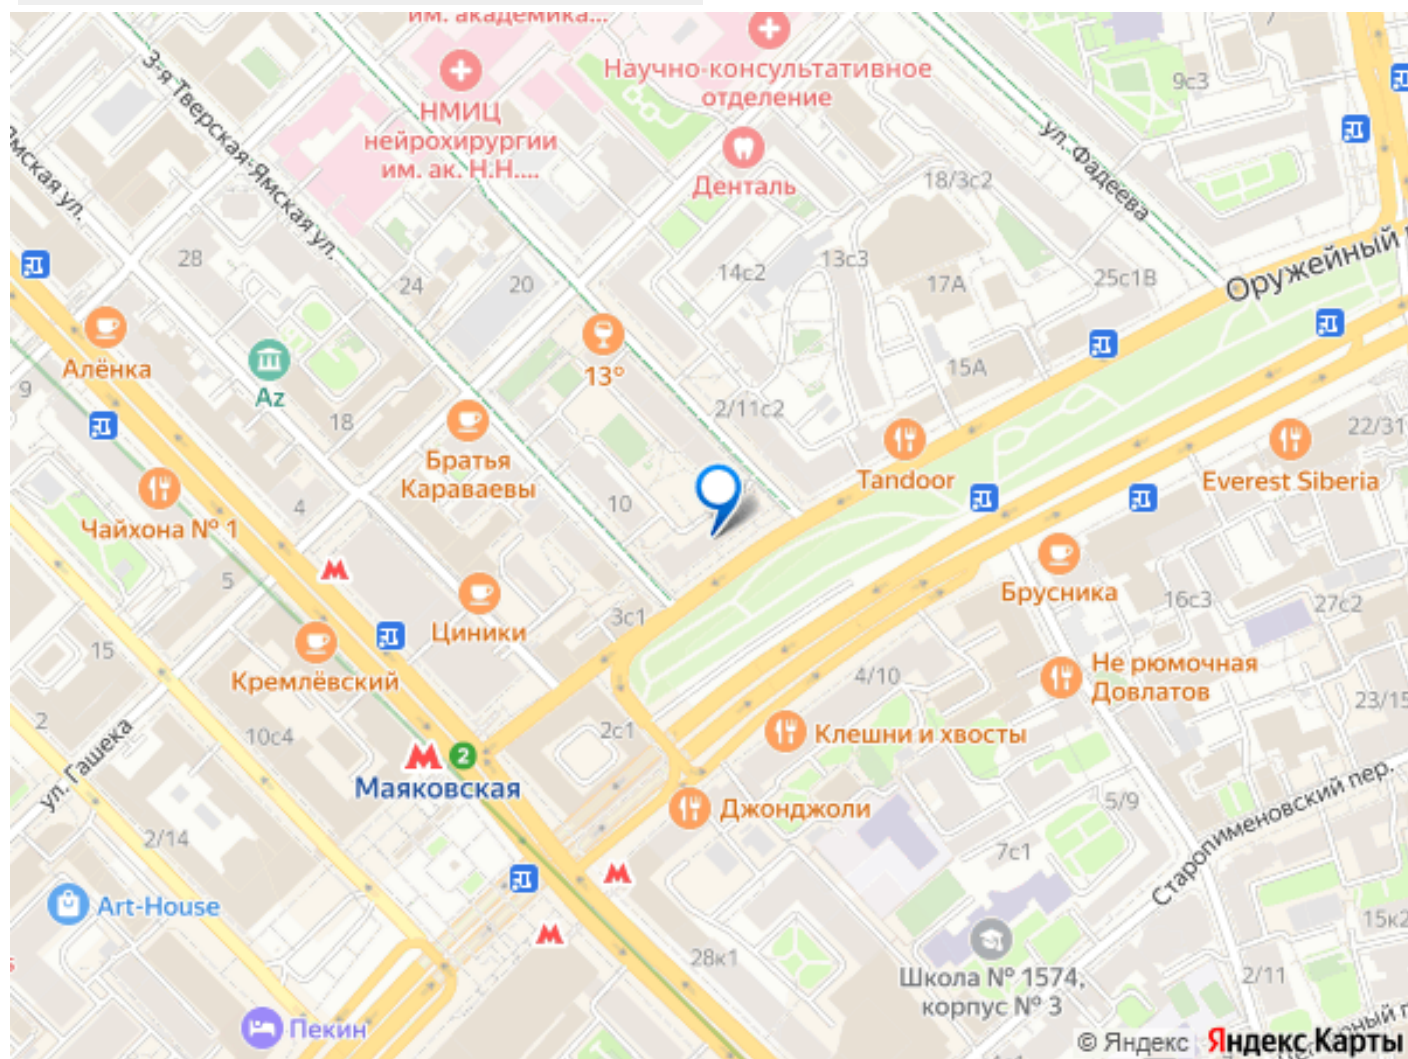 им. академика...
Научно-консультативное
отделение
9с3
7
НМИЦ
нейрохирургии
им. ак. Н.Н....
3-я Тверская-Ямская ул.
Ямская ул.
ул. Фадеева
Денталь
18/3с2
28
24
20
14с2
13с3
17А
25с1В
Оружейный
Алёнка
Az
13°
15А
9
18
2/11с2
22/31
Братья
Караваевы
Tandoor
Everest Siberia
Чайхона № 1
4
10
5
Брусника
16с3
27с2
Циники
3с1
15
Кремлёвский
4/10
Не рюмочная
Довлатов
23/15
2
ул. Гашека
10с4
2с1
Клешни и хвосты
2
Маяковская
Джонджоли
5/9
Старопименовский пер.
2/14
7с1
Art-House
15к2
28к1
Школа № 1574,
корпус № 3
2/11
Пекин
© Яндекс Яндекс Карты